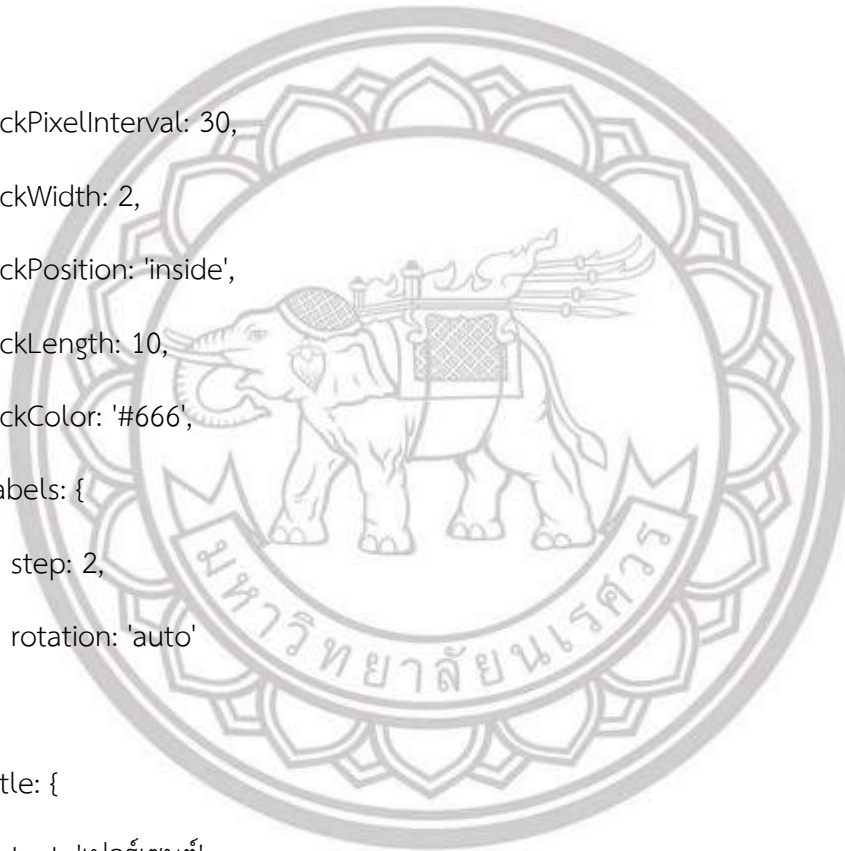 ckPixelInterval: 30,
ckWidth: 2,
ckPosition: 'inside',
ckLength: 10,
ckColor: '#666',
abels: {
step: 2,
rotation: 'auto'
มหาวิทยาลัยนเรศวร
tle: {